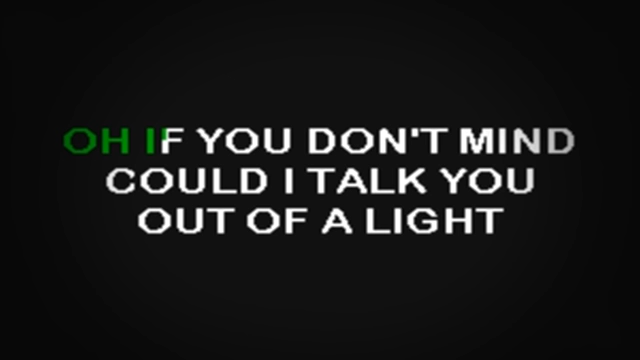 OH IF YOU DON'T MIND
COULD I TALK YOU
OUT OF A LIGHT